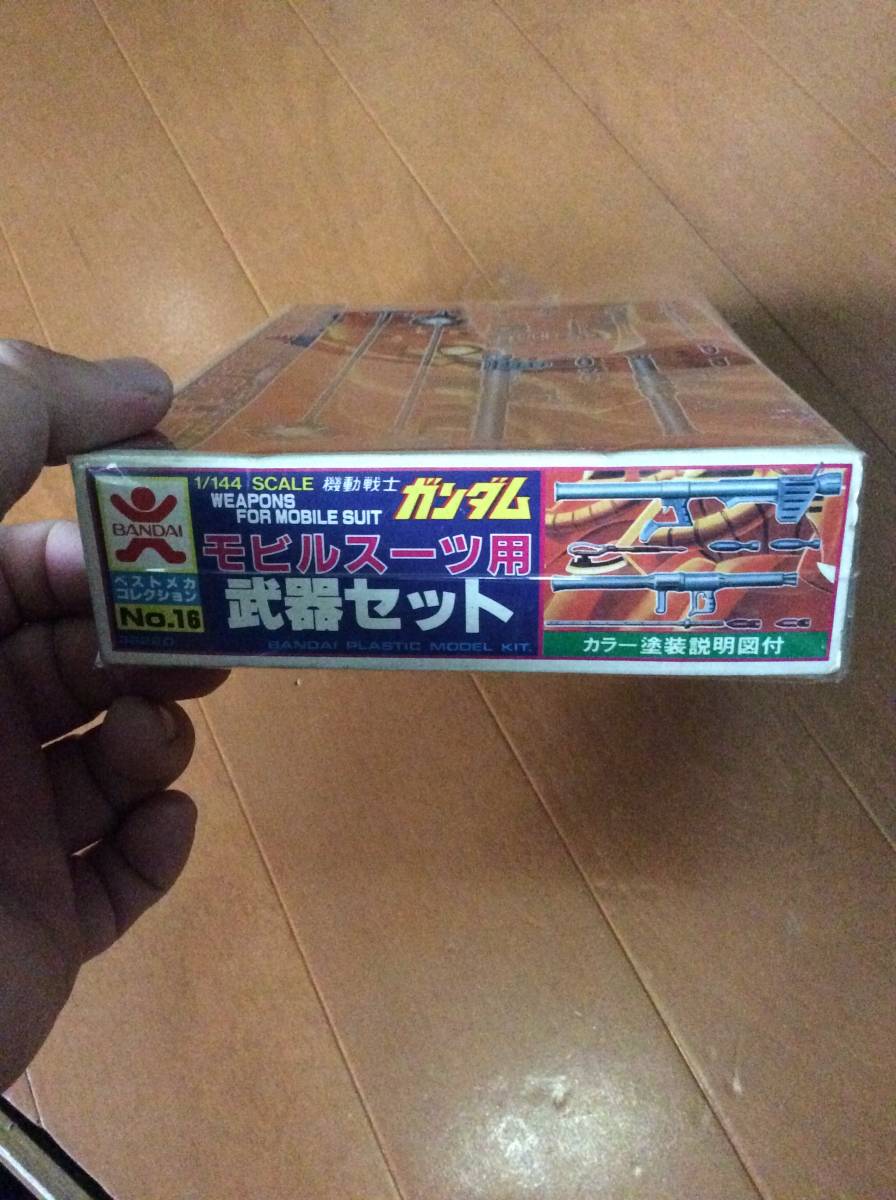 BANDAI
ベストメカ
コレクション
No.16
1/144 SCALE 機動戦士
ガンダム
WEAPONS
FOR MOBILE SUIT
モビルスーツ用
武器セット
BANDAI PLASTIC MODEL KIT.
カラー塗装説明図付